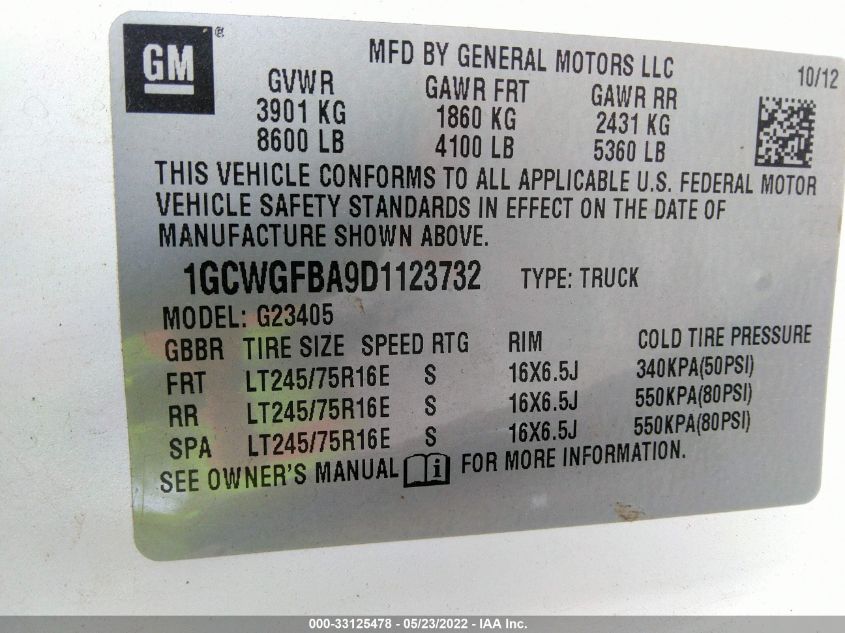 GM®
MFD BY GENERAL MOTORS LLC
10/12
GVWR GAWR FRT GAWR RR
3901 KG 1860 KG 2431 KG
8600 LB 4100 LB 5360 LB
THIS VEHICLE CONFORMS TO ALL APPLICABLE U.S. FEDERAL MOTOR
VEHICLE SAFETY STANDARDS IN EFFECT ON THE DATE OF
MANUFACTURE SHOWN ABOVE.
1GCWGFBA9D1123732 TYPE: TRUCK
MODEL: G23405
GBBR TIRE SIZE SPEED RTG RIM COLD TIRE PRESSURE
FRT LT245/75R16E S 16X6.5J 340KPA(50PSI)
RR LT245/75R16E S 16X6.5J 550KPA(80PSI)
SPA LT245/75R16E S 16X6.5J 550KPA(80PSI)
SEE OWNER'S MANUAL i FOR MORE INFORMATION.
000-33125478 - 05/23/2022 - IAA Inc.